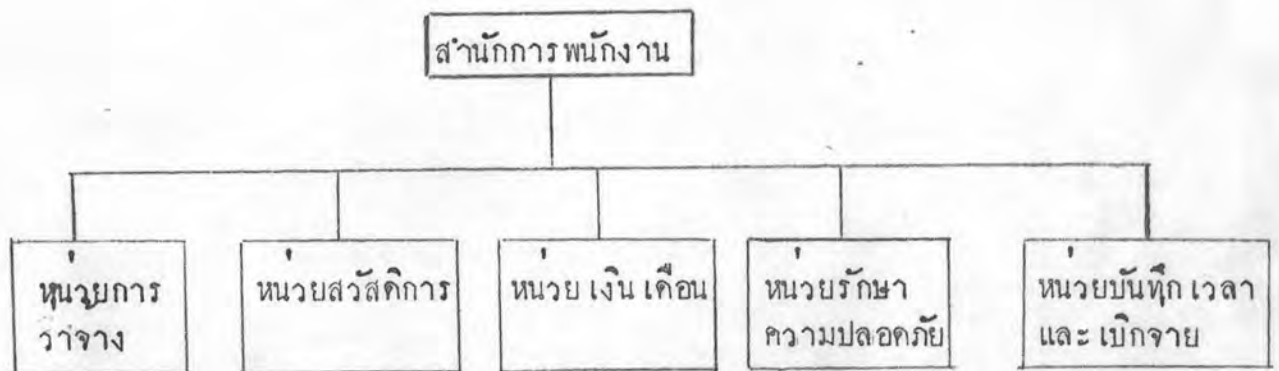 สำนักการพนักงาน
หน่วยการ
ว่าจ้าง
หน่วยสวัสดิการ
หน่วยเงินเดือน
หน่วยรักษา
ความปลอดภัย
หน่วยบันทึกเวลา
และเบิกจ่าย